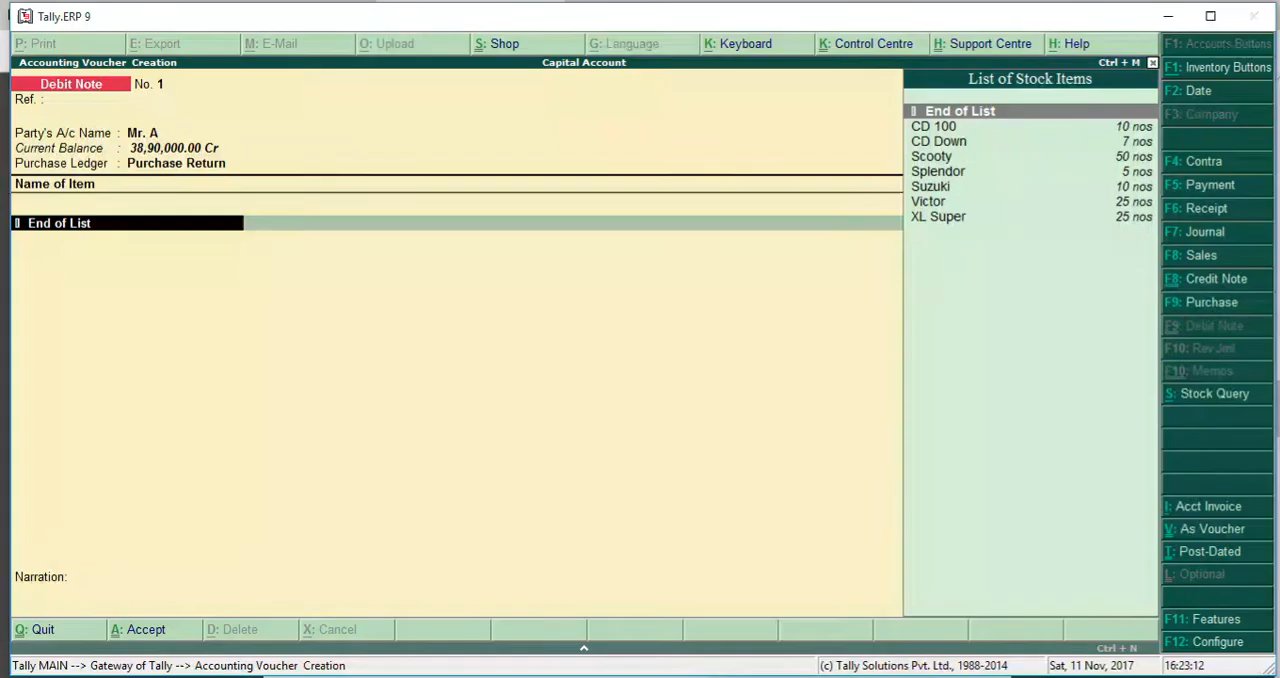 Tally.ERP 9
P: Print E: Export M: E-Mail O: Upload S: Shop G: Language K: Keyboard K: Control Centre H: Support Centre H: Help
Accounting Voucher Creation Capital Account Ctrl + M
Debit Note No. 1
Ref. :
Party's A/c Name : Mr. A
Current Balance : 38,90,000.00 Cr
Purchase Ledger : Purchase Return
Name of Item
End of List
Narration:
List of Stock Items
End of List
CD 100 10 nos
CD Down 7 nos
Scooty 50 nos
Splendor 5 nos
Suzuki 10 nos
Victor 25 nos
XL Super 25 nos
F1: Accounts Buttons
F1: Inventory Buttons
F2: Date
F3: Company
F4: Contra
F5: Payment
F6: Receipt
F7: Journal
F8: Sales
F8: Credit Note
F9: Purchase
F9: Debit Note
F10: Rev Jrnl
F10: Memos
S: Stock Query
I: Acct Invoice
V: As Voucher
T: Post-Dated
L: Optional
F11: Features
F12: Configure
Q: Quit A: Accept D: Delete X: Cancel
Ctrl + N
Tally MAIN --> Gateway of Tally --> Accounting Voucher Creation (c) Tally Solutions Pvt. Ltd., 1988-2014 Sat, 11 Nov, 2017 16:23:12